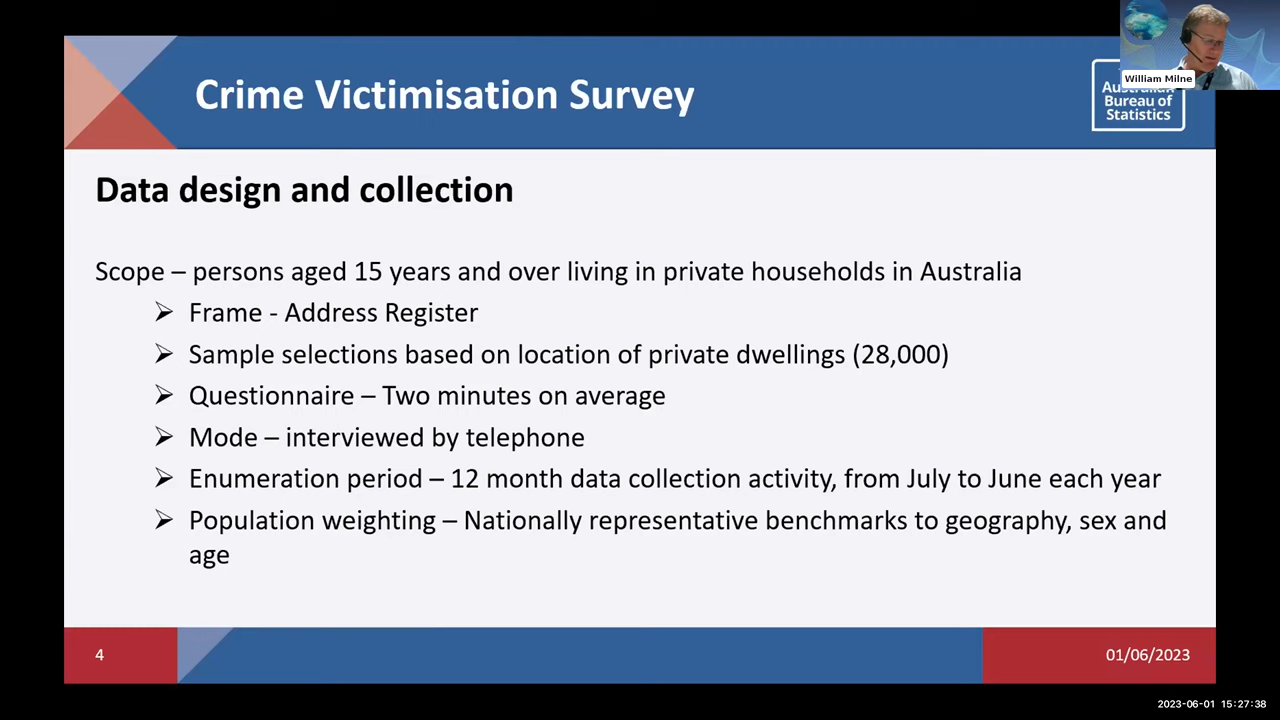 Crime Victimisation Survey
William Milne
Australian
Bureau of
Statistics
Data design and collection
Scope – persons aged 15 years and over living in private households in Australia
➢ Frame - Address Register
➢ Sample selections based on location of private dwellings (28,000)
➢ Questionnaire – Two minutes on average
➢ Mode – interviewed by telephone
➢ Enumeration period – 12 month data collection activity, from July to June each year
➢ Population weighting – Nationally representative benchmarks to geography, sex and
age
4
01/06/2023
2023-06-01 15:27:38